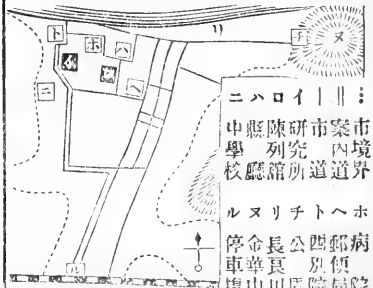 ヌ
チ
リ
ト
ホ
ハ
ヘ
ニ
ル
市境界
案内道
市道
イ 研究所
ロ 陳列館
ハ 縣廳
ニ 中學校
ホ 病院
ヘ 郵便局
ト 西別院
チ 公園
リ 長良川
ヌ 金華山
ル 停車場